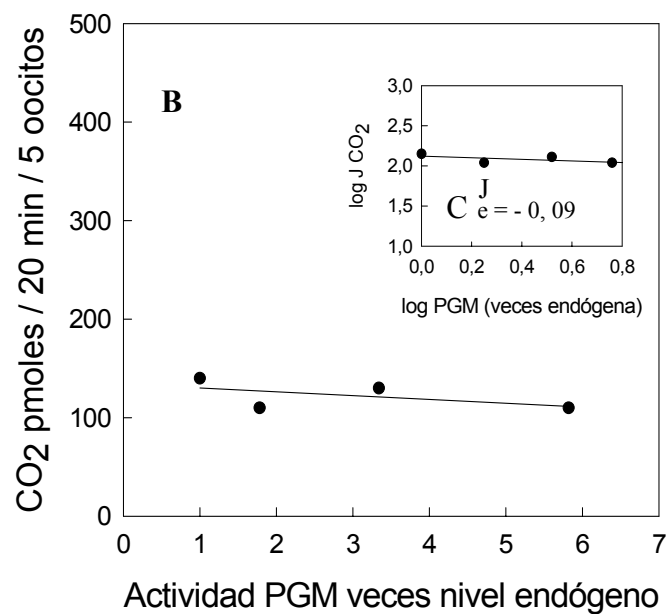 500
400
300
200
100
0
CO2 pmoles / 20 min / 5 oocitos
B
3,0
2,5
2,0
1,5
1,0
log J CO2
C J e = - 0, 09
0,0 0,2 0,4 0,6 0,8
log PGM (veces endógena)
0 1 2 3 4 5 6 7
Actividad PGM veces nivel endógeno